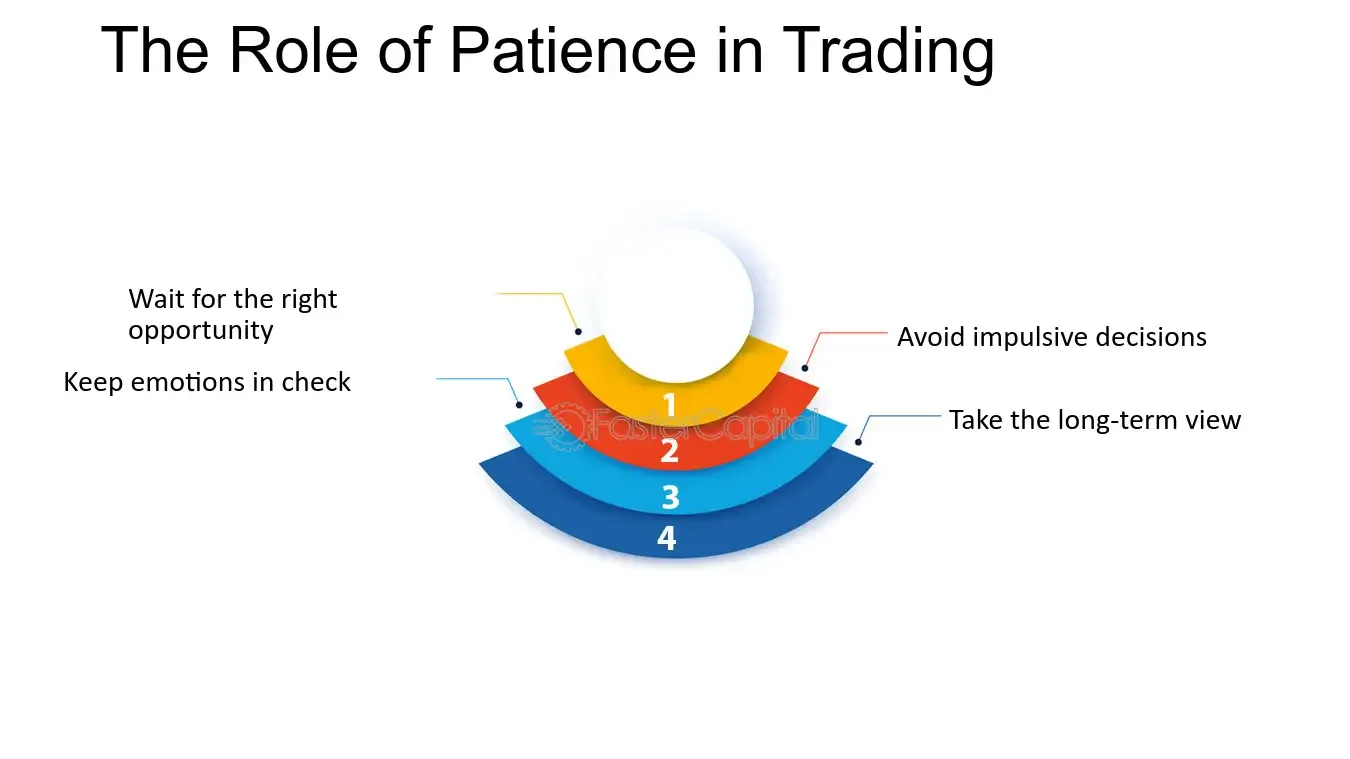 The Role of Patience in Trading
Wait for the right
opportunity
Avoid impulsive decisions
Keep emotions in check
Take the long-term view
1
FasterCapital
2
3
4